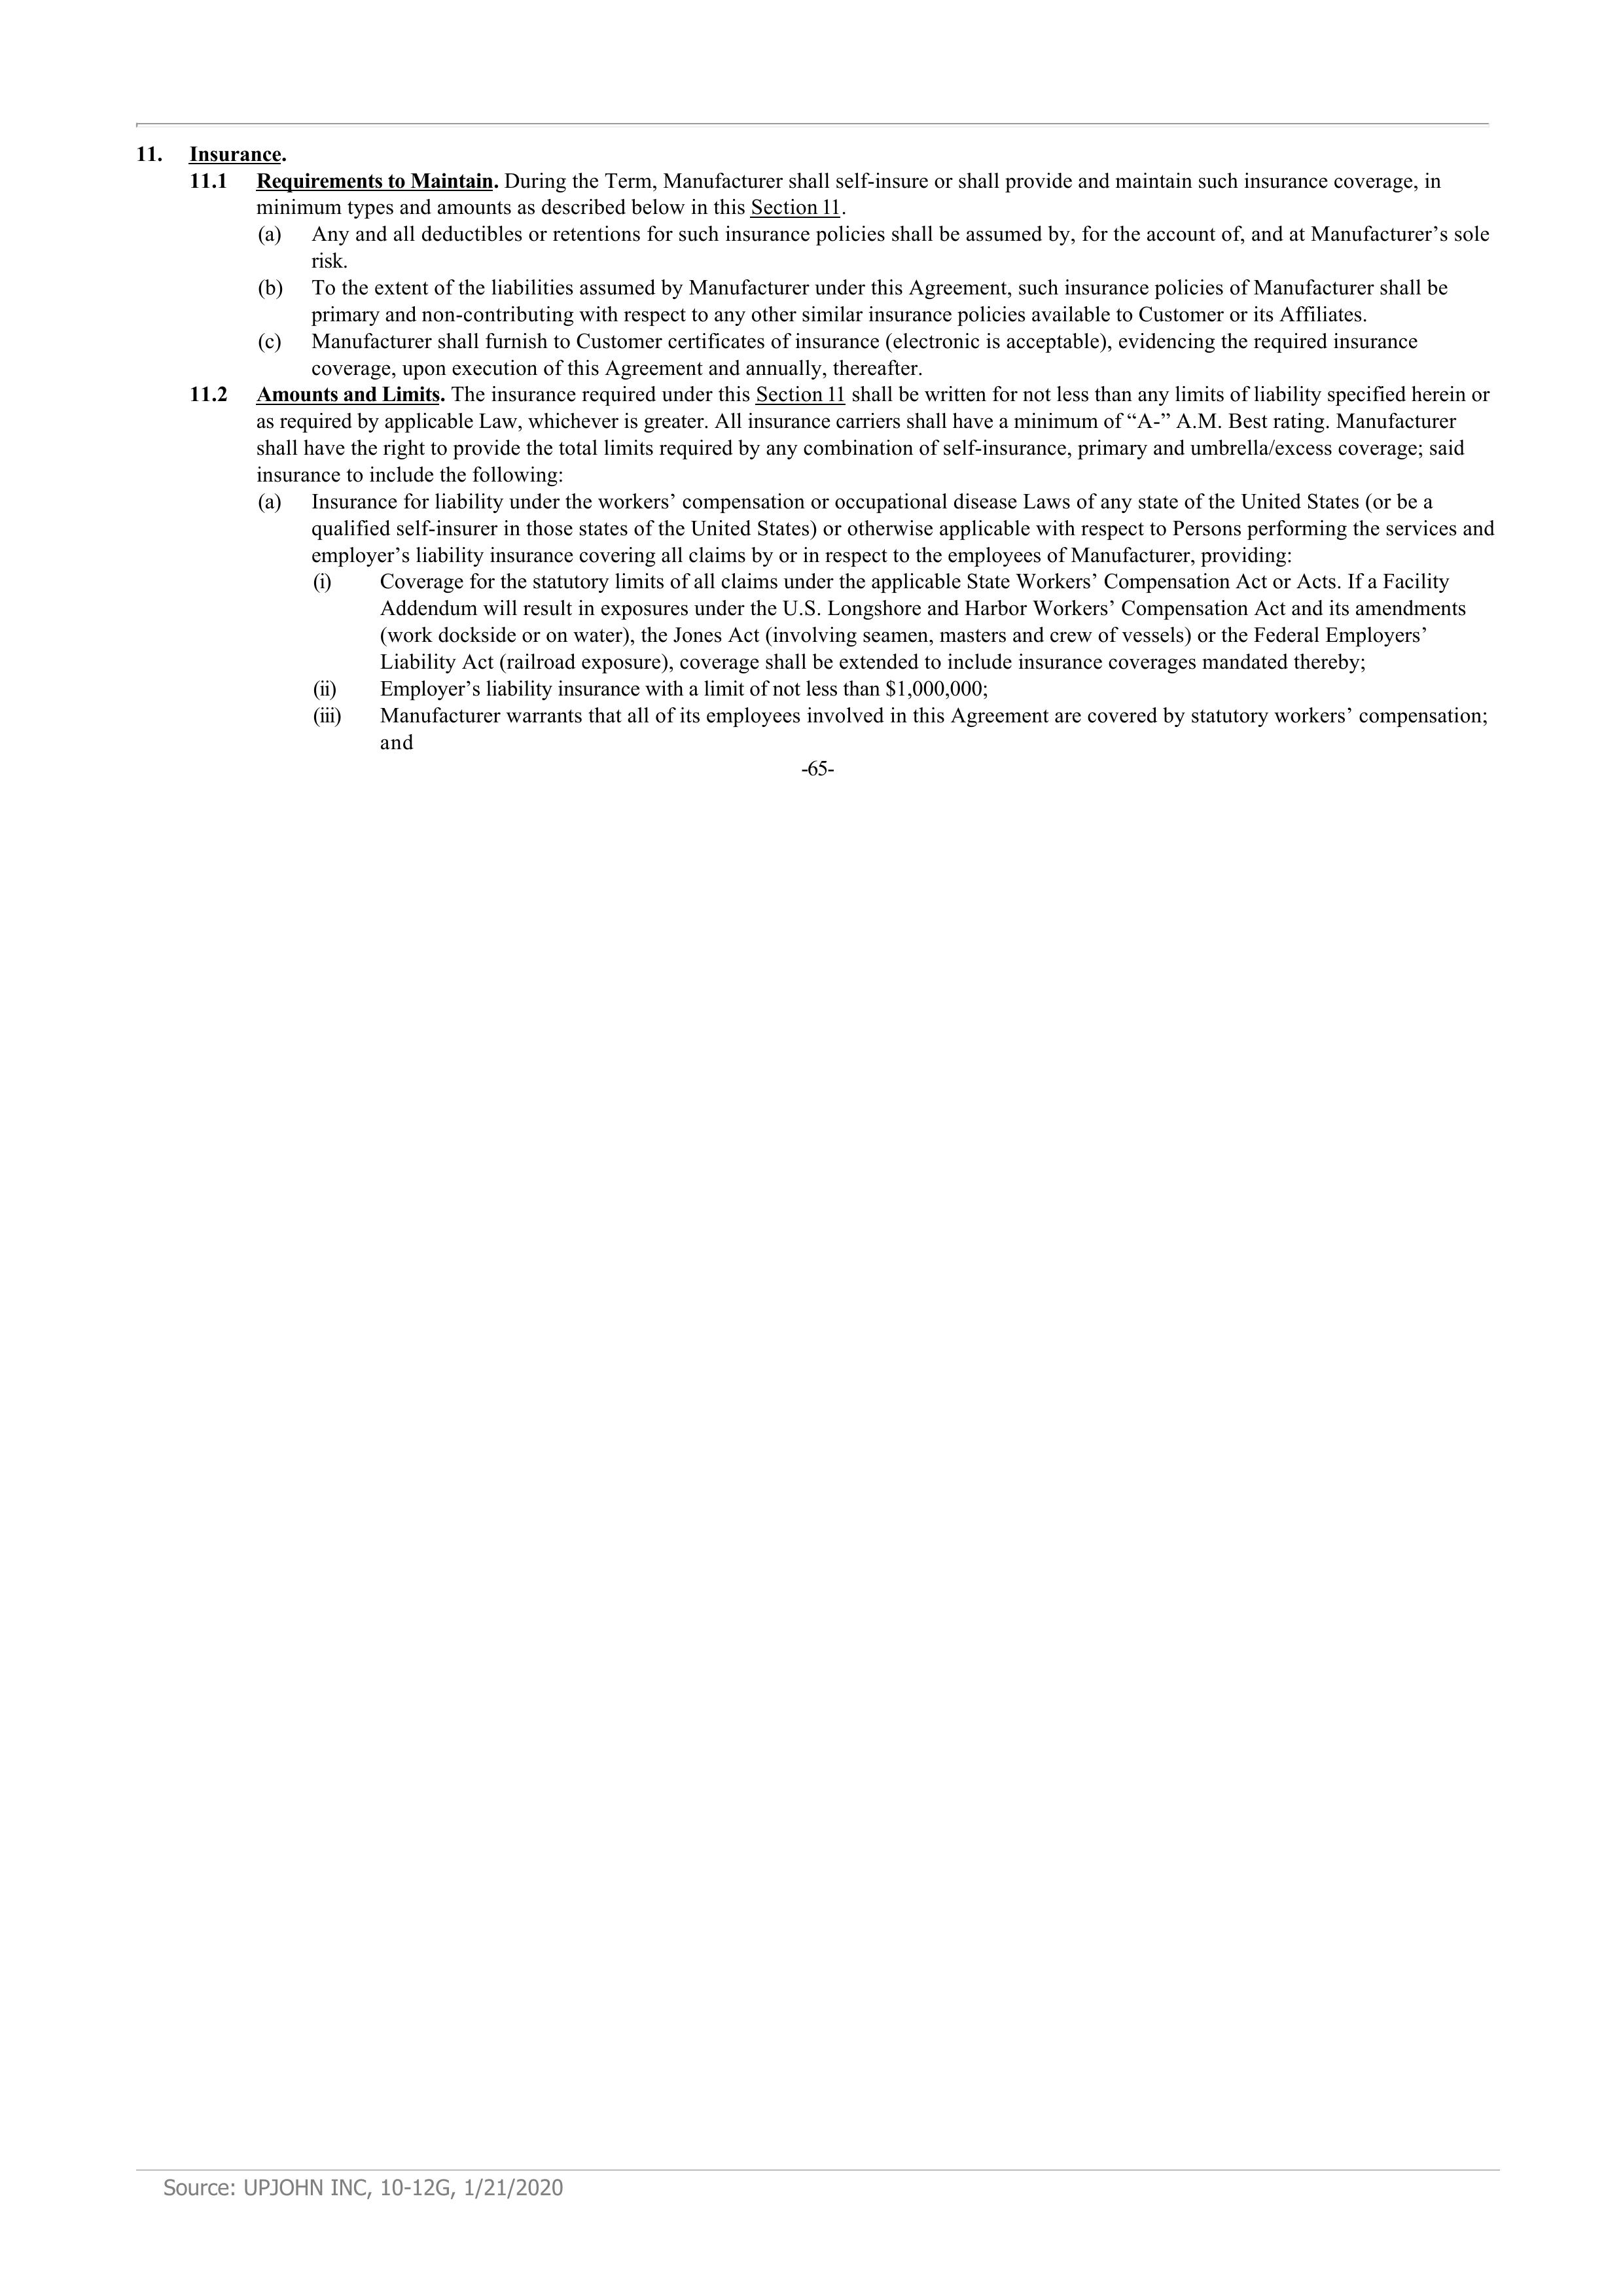 11. Insurance.
11.1 Requirements to Maintain. During the Term, Manufacturer shall self-insure or shall provide and maintain such insurance coverage, in
minimum types and amounts as described below in this Section 11.
(a) Any and all deductibles or retentions for such insurance policies shall be assumed by, for the account of, and at Manufacturer’s sole
risk.
(b) To the extent of the liabilities assumed by Manufacturer under this Agreement, such insurance policies of Manufacturer shall be
primary and non-contributing with respect to any other similar insurance policies available to Customer or its Affiliates.
(c) Manufacturer shall furnish to Customer certificates of insurance (electronic is acceptable), evidencing the required insurance
coverage, upon execution of this Agreement and annually, thereafter.
11.2 Amounts and Limits. The insurance required under this Section 11 shall be written for not less than any limits of liability specified herein or
as required by applicable Law, whichever is greater. All insurance carriers shall have a minimum of “A-” A.M. Best rating. Manufacturer
shall have the right to provide the total limits required by any combination of self-insurance, primary and umbrella/excess coverage; said
insurance to include the following:
(a) Insurance for liability under the workers’ compensation or occupational disease Laws of any state of the United States (or be a
qualified self-insurer in those states of the United States) or otherwise applicable with respect to Persons performing the services and
employer’s liability insurance covering all claims by or in respect to the employees of Manufacturer, providing:
(i) Coverage for the statutory limits of all claims under the applicable State Workers’ Compensation Act or Acts. If a Facility
Addendum will result in exposures under the U.S. Longshore and Harbor Workers’ Compensation Act and its amendments
(work dockside or on water), the Jones Act (involving seamen, masters and crew of vessels) or the Federal Employers’
Liability Act (railroad exposure), coverage shall be extended to include insurance coverages mandated thereby;
(ii) Employer’s liability insurance with a limit of not less than $1,000,000;
(iii) Manufacturer warrants that all of its employees involved in this Agreement are covered by statutory workers’ compensation;
and
-65-
Source: UPJOHN INC, 10-12G, 1/21/2020